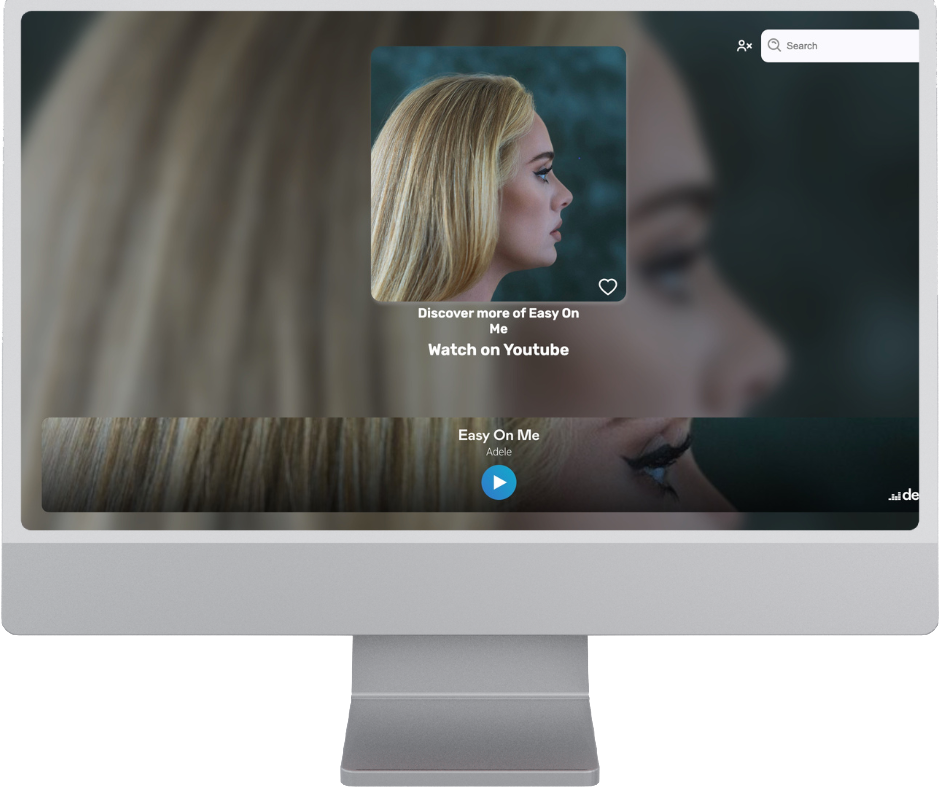 Search
Discover more of Easy On
Me
Watch on Youtube
Easy On Me
Adele
de